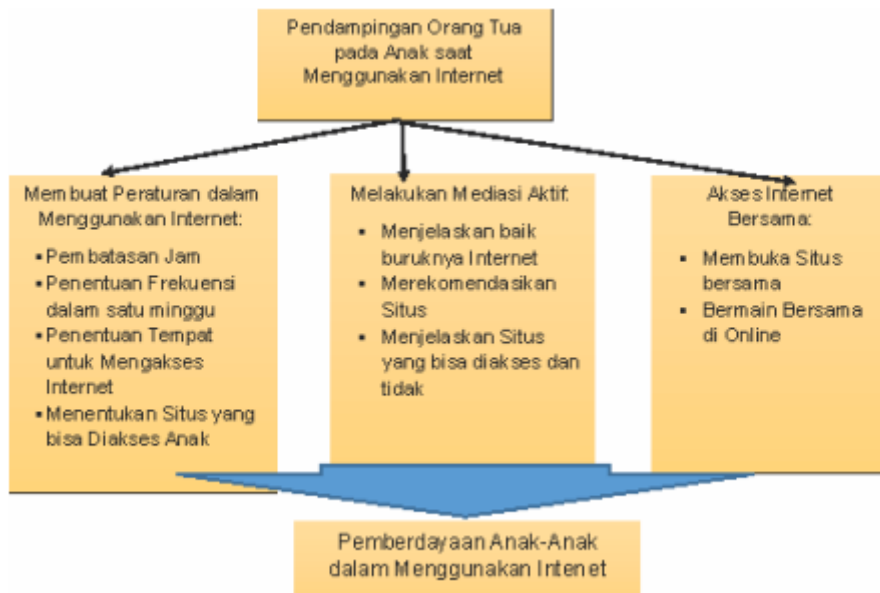 Pendampingan Orang Tua
pada Anak saat
Menggunakan Internet
Membuat Peraturan dalam
Menggunakan Internet:
▪Pembatasan Jam
▪Penentuan Frekuensi
dalam satu minggu
▪Penentuan Tempat
untuk Mengakses
Internet
▪Menentukan Situs yang
bisa Diakses Anak
Melakukan Mediasi Aktif:
▪ Menjelaskan baik
buruknya Internet
▪ Merekomendasikan
Situs
▪ Menjelaskan Situs
yang bisa diakses dan
tidak
Akses Internet
Bersama:
▪ Membuka Situs
bersama
▪ Bermain Bersama
di Online
Pemberdayaan Anak-Anak
dalam Menggunakan Intenet